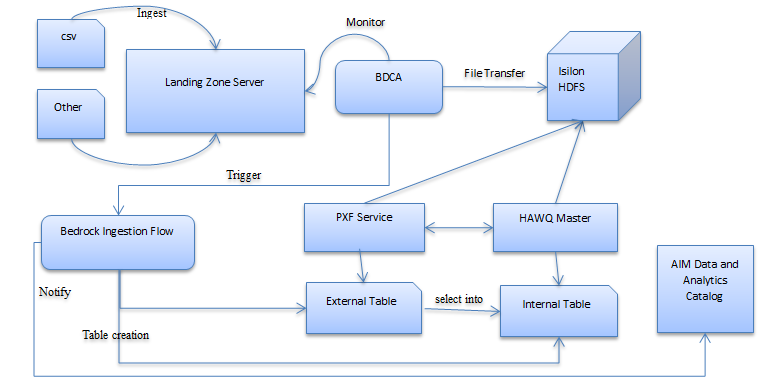 Ingest
csv
Monitor
Landing Zone Server
BDCA
File Transfer
Isilon
HDFS
Other
Trigger
Bedrock Ingestion Flow
PXF Service
HAWQ Master
AIM Data and
Analytics
Catalog
Notify
External Table
select into
Internal Table
Table creation